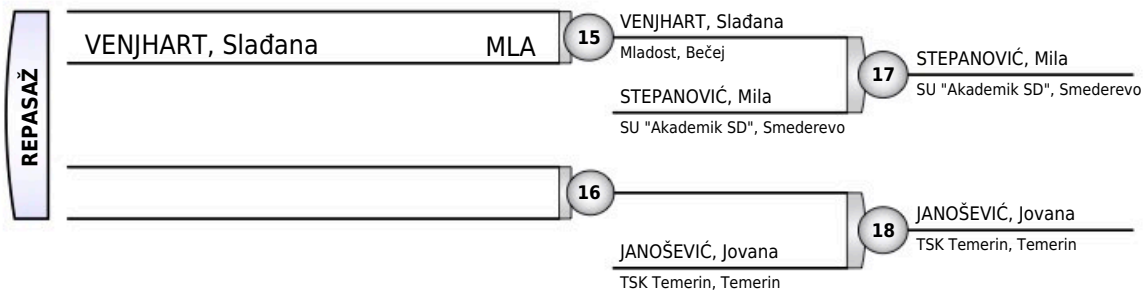 REPASAŽ
VENJHART, Slađana MLA
15
VENJHART, Slađana
Mladost, Bečej
STEPANOVIĆ, Mila
SU "Akademik SD", Smederevo
17
STEPANOVIĆ, Mila
SU "Akademik SD", Smederevo
16
JANOŠEVIĆ, Jovana
TSK Temerin, Temerin
18
JANOŠEVIĆ, Jovana
TSK Temerin, Temerin